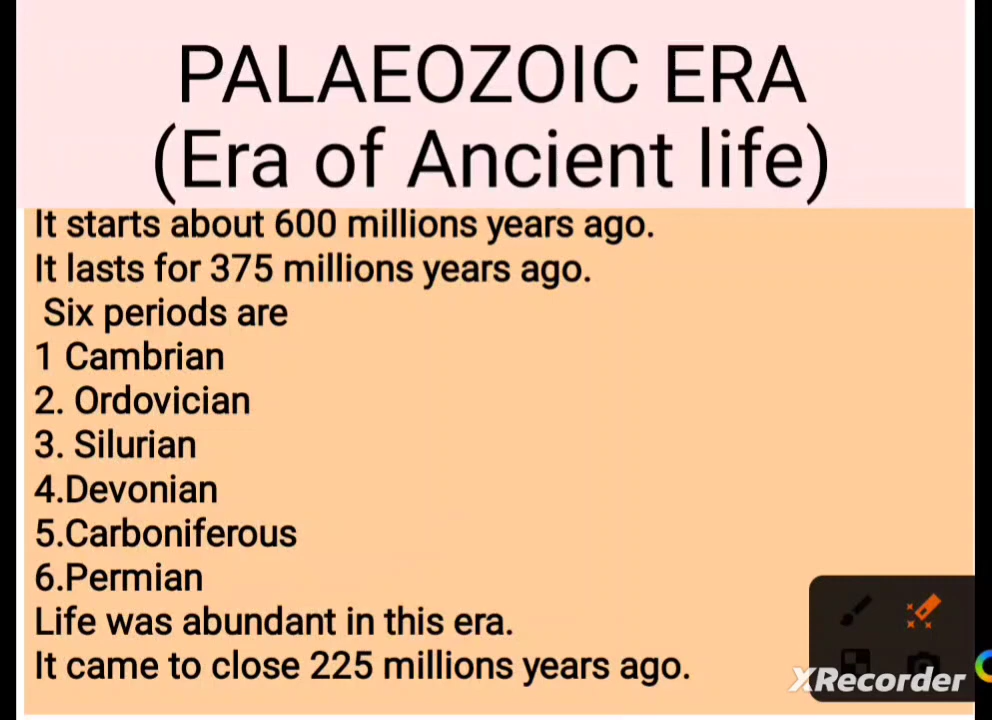 PALAEOZOIC ERA
(Era of Ancient life)
It starts about 600 millions years ago.
It lasts for 375 millions years ago.
Six periods are
1 Cambrian
2. Ordovician
3. Silurian
4.Devonian
5.Carboniferous
6.Permian
Life was abundant in this era.
It came to close 225 millions years ago.
XRecorder